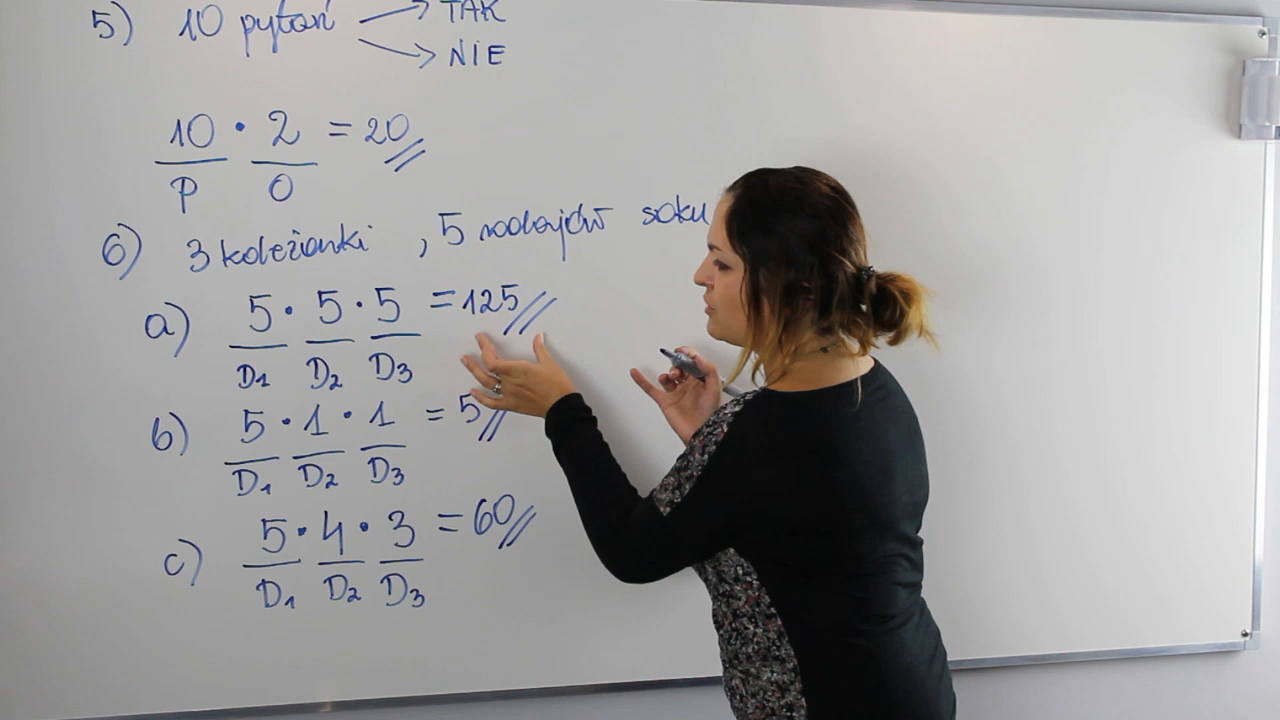 5) 10 pytań → TAK
→ NIE
10 · 2 = 20
P O
6) 3 koleżanki, 5 rodzajów soku
a) 5 · 5 · 5 = 125
D1 D2 D3
b) 5 · 1 · 1 = 5
D1 D2 D3
c) 5 · 4 · 3 = 60
D1 D2 D3